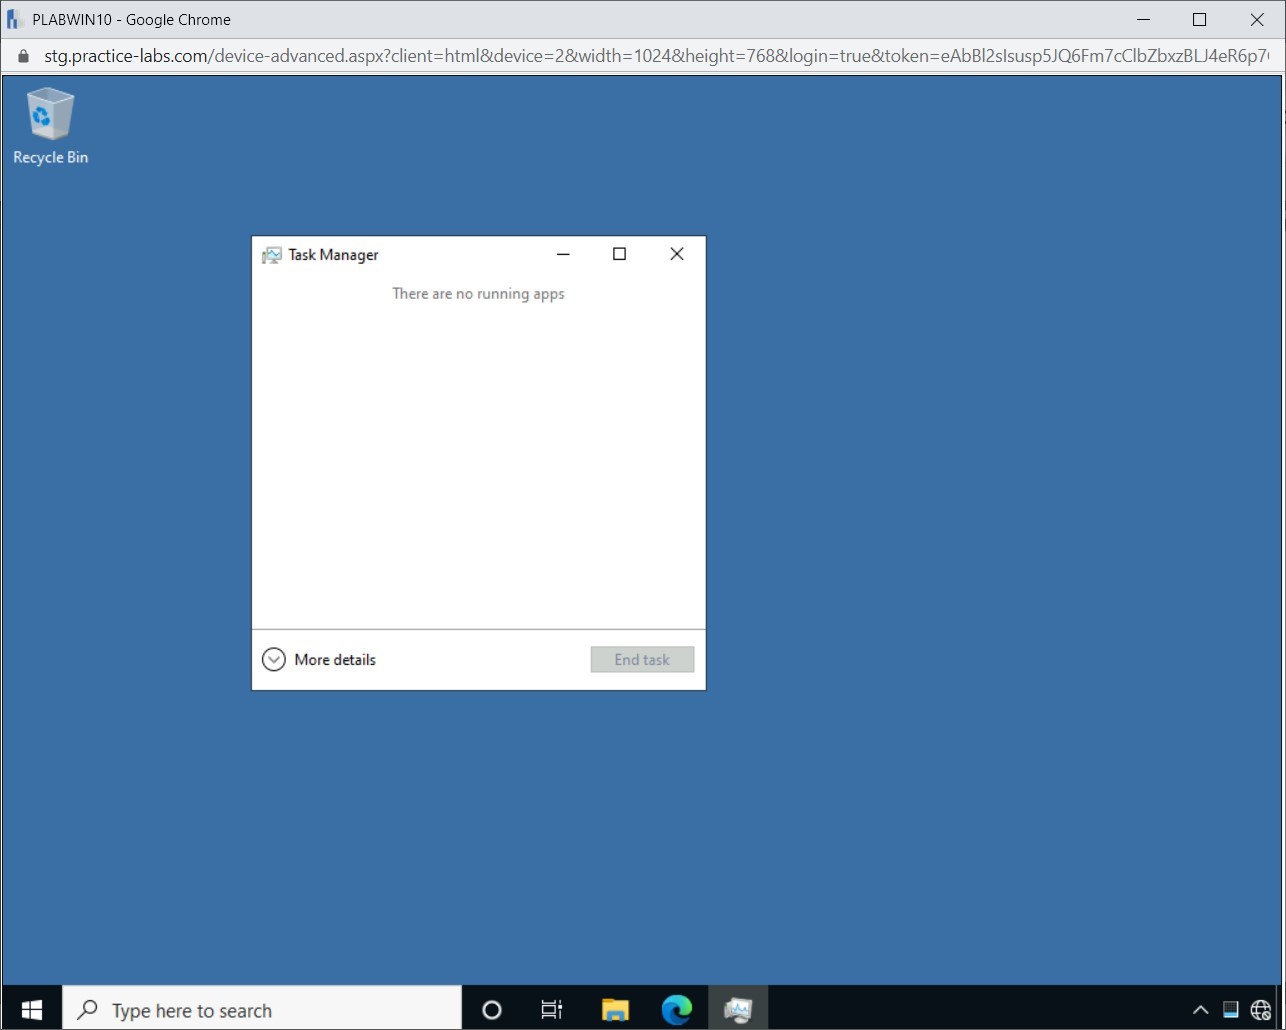 PLABWIN10 - Google Chrome
stg.practice-labs.com/device-advanced.aspx?client=html&device=2&width=1024&height=768&login=true&token=eAbBl2sIsusp5JQ6Fm7cClbZbxzBLJ4eR6p7
Recycle Bin
Task Manager
There are no running apps
More details
End task
Type here to search